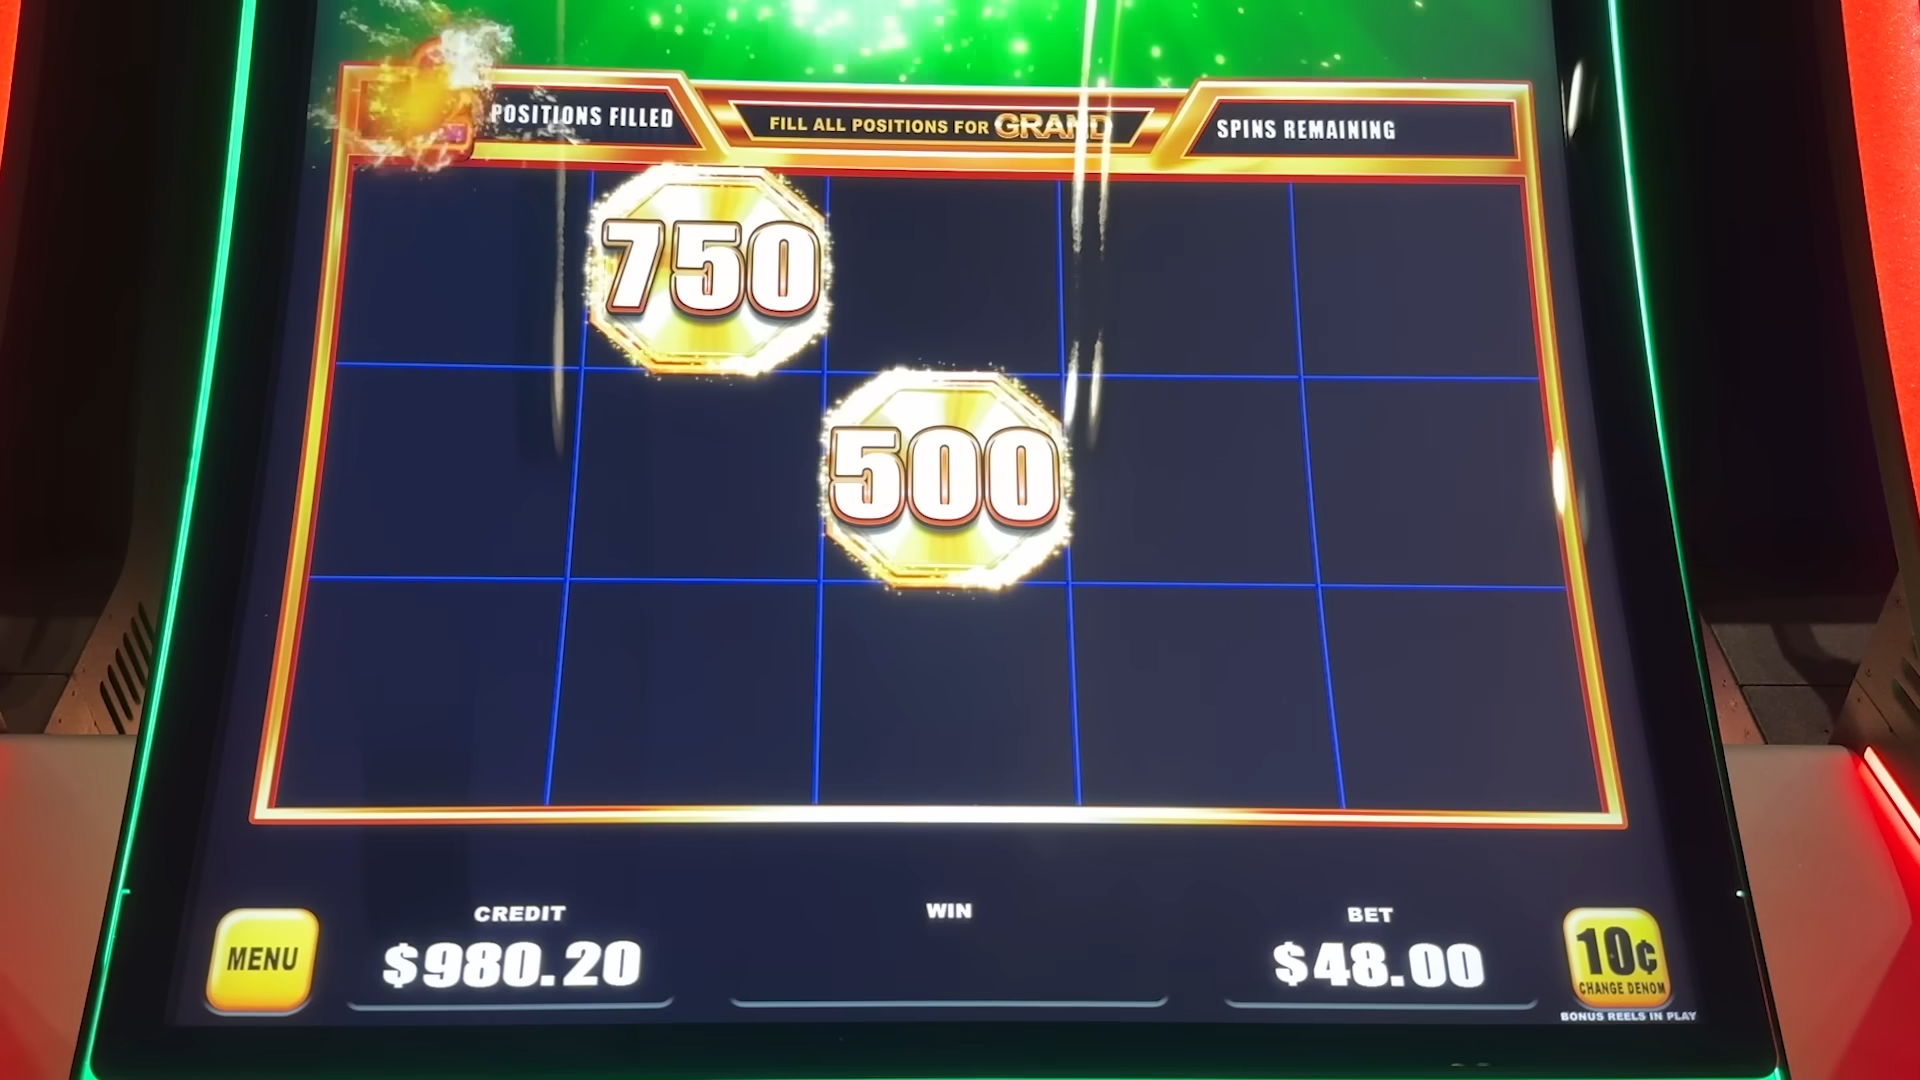 POSITIONS FILLED
FILL ALL POSITIONS FOR GRAND
SPINS REMAINING
750
500
MENU
CREDIT
$980.20
WIN
BET
$48.00
10¢
CHANGE DENOM
BONUS REELS IN PLAY